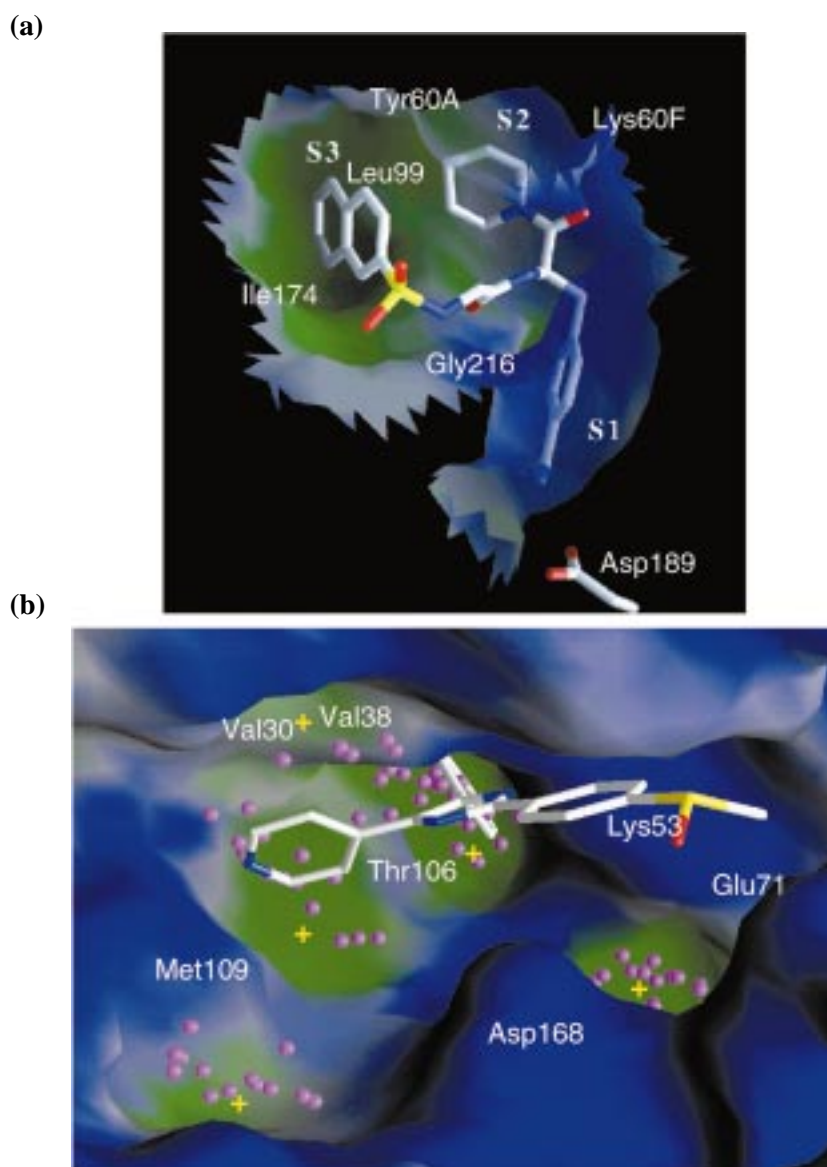 (a)
Tyr60A
S2
Lys60F
S3
Leu99
Ile174
Gly216
S1
Asp189
(b)
Val30
Val38
Lys53
Thr106
Glu71
Met109
Asp168